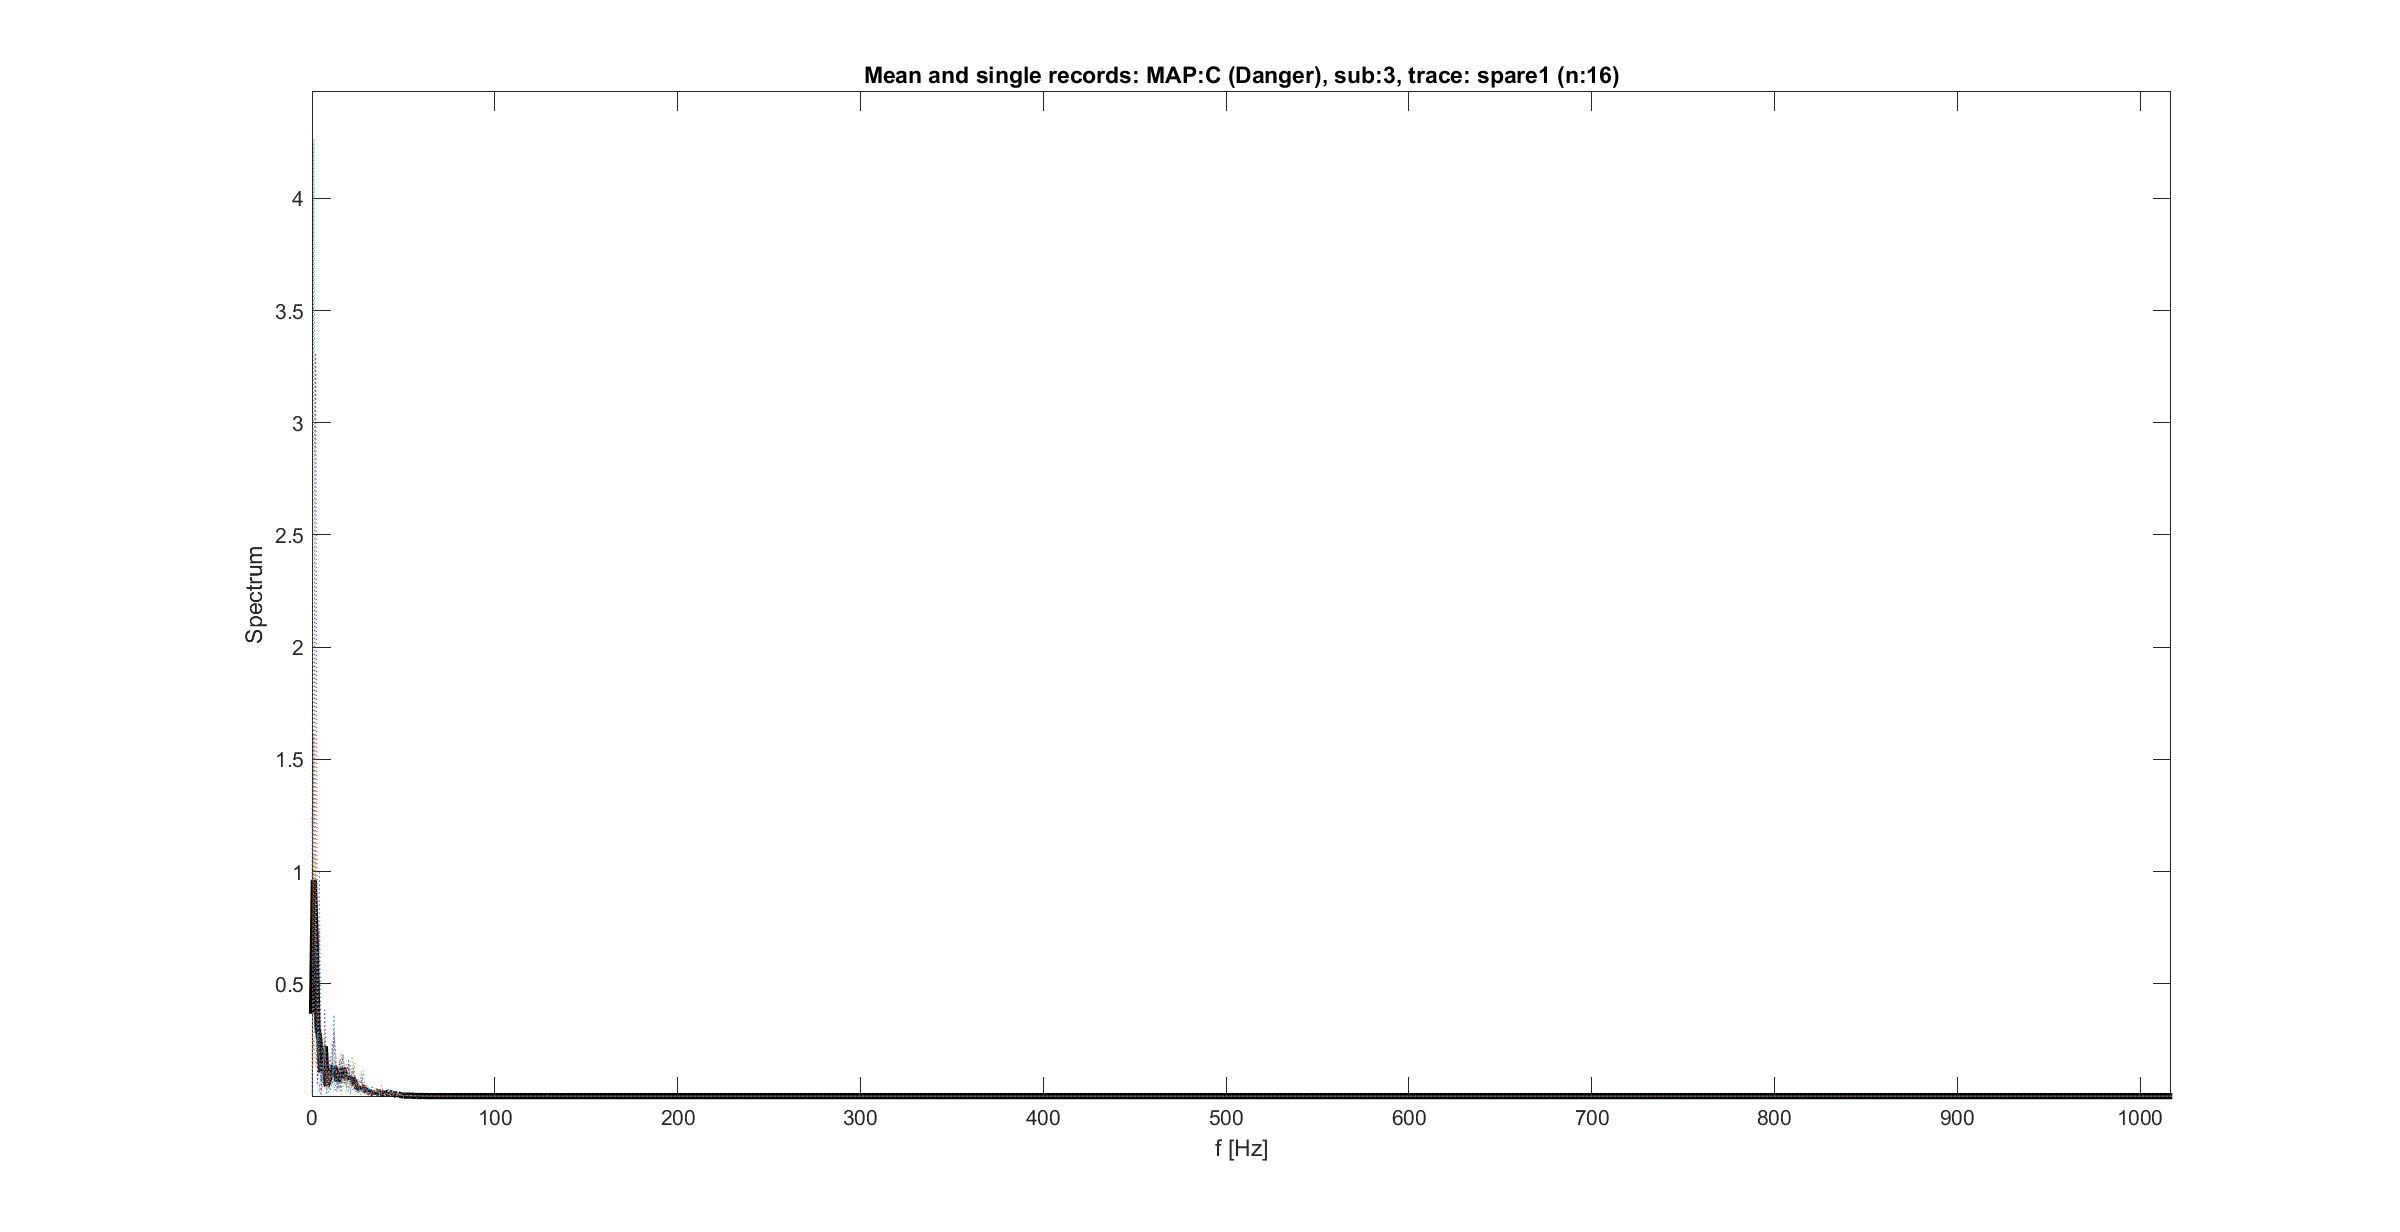 Mean and single records: MAP:C (Danger), sub:3, trace: spare1 (n:16)
4
3.5
3
2.5
2
1.5
1
0.5
Spectrum
0 100 200 300 400 500 600 700 800 900 1000
f [Hz]